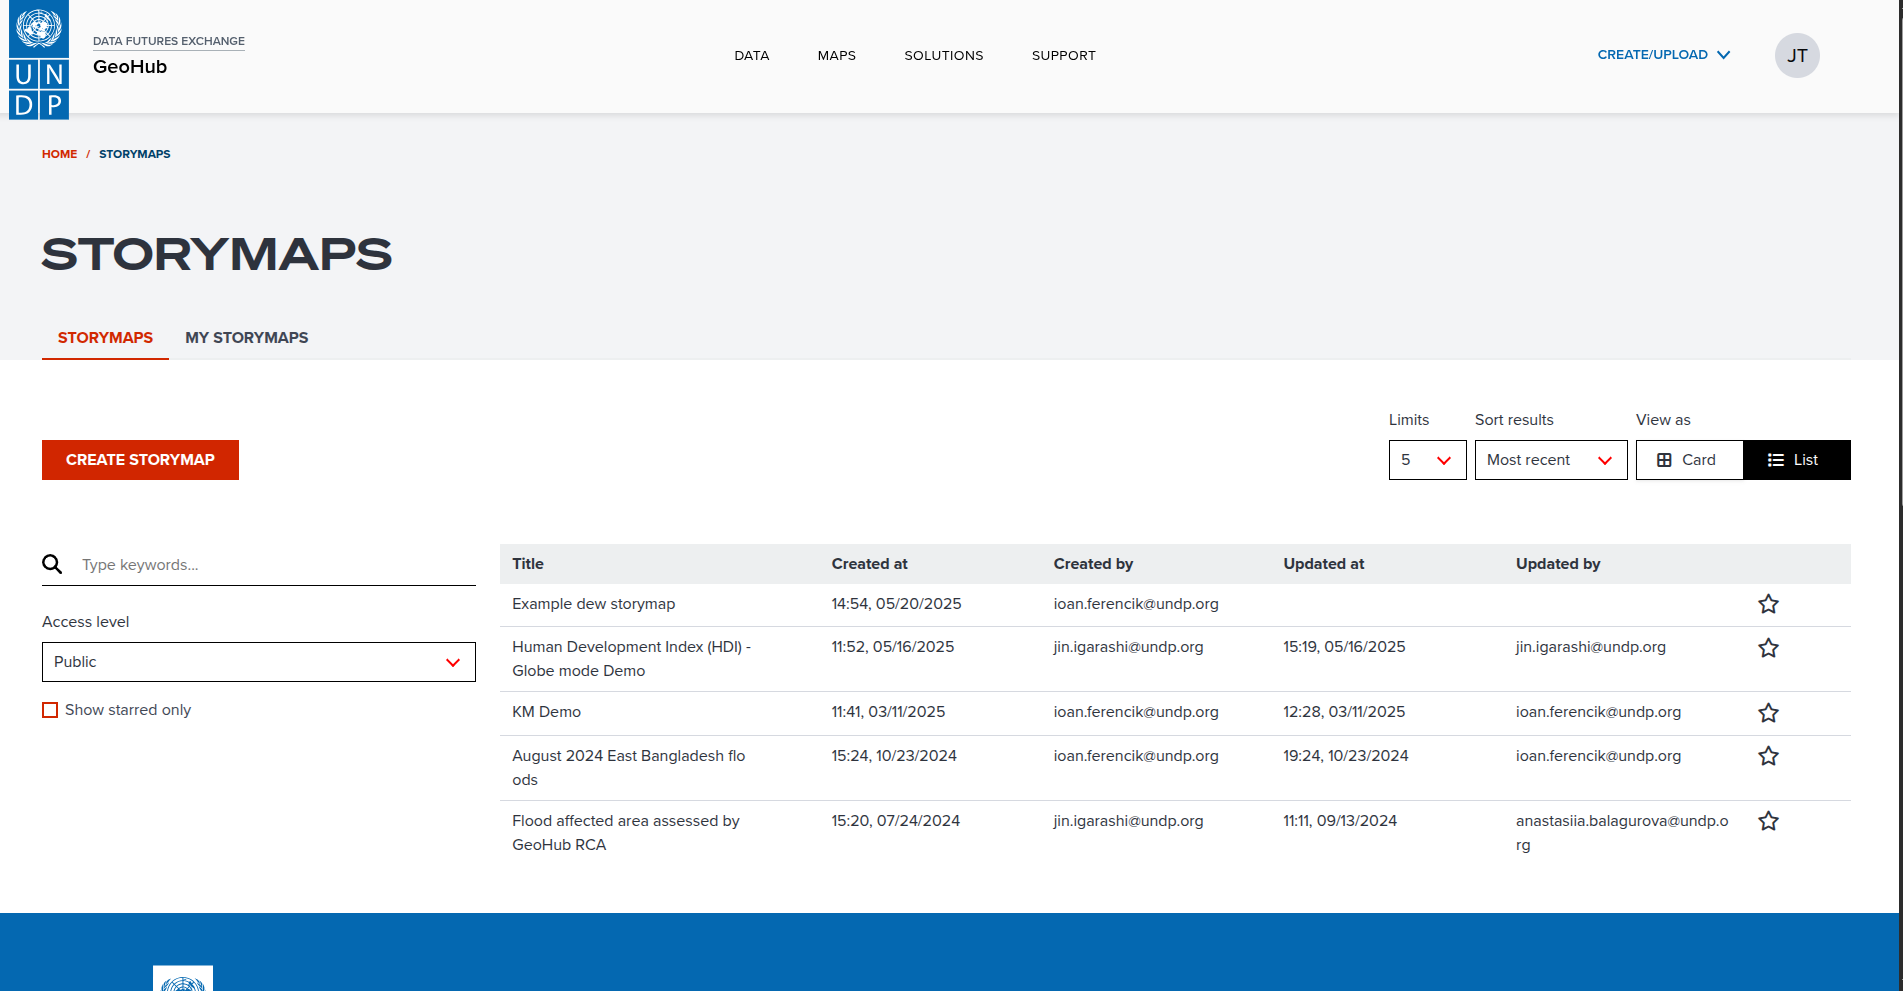 UN
DP
DATA FUTURES EXCHANGE
GeoHub
DATA
MAPS
SOLUTIONS
SUPPORT
CREATE/UPLOAD
JT
HOME / STORYMAPS
STORYMAPS
STORYMAPS
MY STORYMAPS
CREATE STORYMAP
Limits
Sort results
View as
5
Most recent
Card
List
Type keywords...
Access level
Public
Show starred only
Title Created at Created by Updated at Updated by
Example dew storymap 14:54, 05/20/2025 ioan.ferencik@undp.org
Human Development Index (HDI) - 11:52, 05/16/2025 jin.igarashi@undp.org 15:19, 05/16/2025 jin.igarashi@undp.org
Globe mode Demo
KM Demo 11:41, 03/11/2025 ioan.ferencik@undp.org 12:28, 03/11/2025 ioan.ferencik@undp.org
August 2024 East Bangladesh flo 15:24, 10/23/2024 ioan.ferencik@undp.org 19:24, 10/23/2024 ioan.ferencik@undp.org
ods
Flood affected area assessed by 15:20, 07/24/2024 jin.igarashi@undp.org 11:11, 09/13/2024 anastasiia.balagurova@undp.o
GeoHub RCA rg